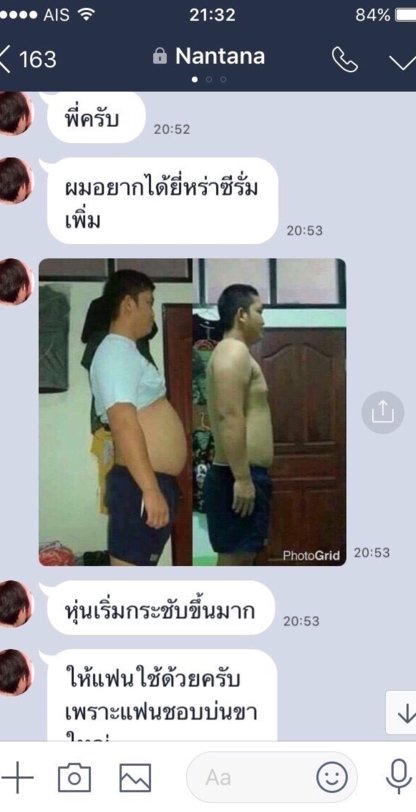 AIS
21:32
84%
163
Nantana
พี่ครับ
20:52
ผมอยากได้ยี่หร่าซีรั่ม
เพิ่ม
20:53
PhotoGrid
20:53
หุ่นเริ่มกระชับขึ้นมาก
20:53
ให้แฟนใช้ด้วยครับ
เพราะแฟนชอบบ่นขา
Aa